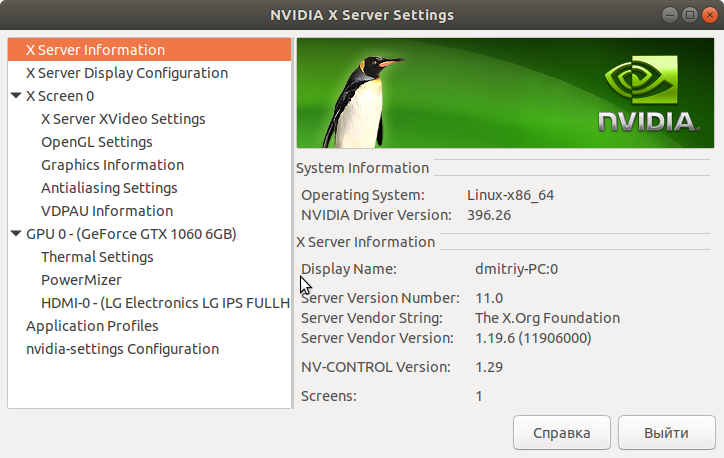 NVIDIA X Server Settings
X Server Information
X Server Display Configuration
X Screen 0
X Server XVideo Settings
OpenGL Settings
Graphics Information
Antialiasing Settings
VDPAU Information
GPU 0 - (GeForce GTX 1060 6GB)
Thermal Settings
PowerMizer
HDMI-0 - (LG Electronics LG IPS FULLH
Application Profiles
nvidia-settings Configuration
NVIDIA.
System Information
Operating System: Linux-x86_64
NVIDIA Driver Version: 396.26
X Server Information
Display Name: dmitriy-PC:0
Server Version Number: 11.0
Server Vendor String: The X.Org Foundation
Server Vendor Version: 1.19.6 (11906000)
NV-CONTROL Version: 1.29
Screens: 1
Справка Выйти